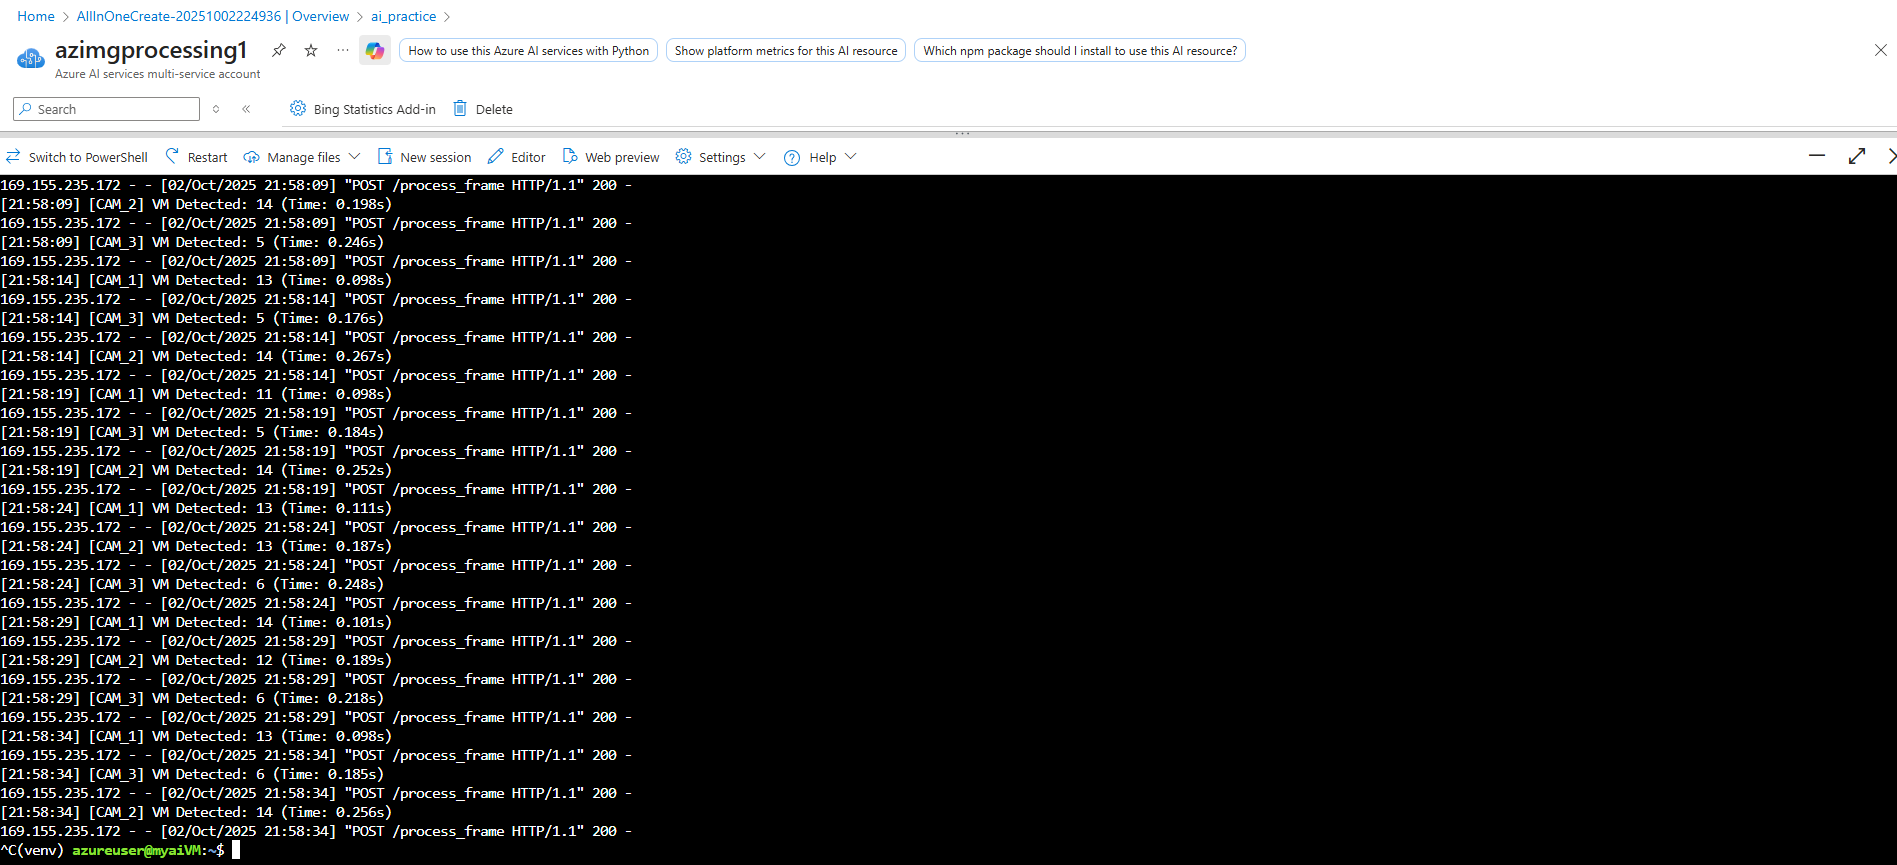 Home > AllInOneCreate-20251002224936 | Overview > ai_practice >
azimgprocessing1
How to use this Azure AI services with Python
Show platform metrics for this AI resource
Which npm package should I install to use this AI resource?
Azure AI services multi-service account
Search
Bing Statistics Add-in
Delete
Switch to PowerShell
Restart
Manage files
New session
Editor
Web preview
Settings
Help
169.155.235.172 - - [02/Oct/2025 21:58:09] "POST /process_frame HTTP/1.1" 200 -
[21:58:09] [CAM_2] VM Detected: 14 (Time: 0.198s)
169.155.235.172 - - [02/Oct/2025 21:58:09] "POST /process_frame HTTP/1.1" 200 -
[21:58:09] [CAM_3] VM Detected: 5 (Time: 0.246s)
169.155.235.172 - - [02/Oct/2025 21:58:09] "POST /process_frame HTTP/1.1" 200 -
[21:58:14] [CAM_1] VM Detected: 13 (Time: 0.098s)
169.155.235.172 - - [02/Oct/2025 21:58:14] "POST /process_frame HTTP/1.1" 200 -
[21:58:14] [CAM_3] VM Detected: 5 (Time: 0.176s)
169.155.235.172 - - [02/Oct/2025 21:58:14] "POST /process_frame HTTP/1.1" 200 -
[21:58:14] [CAM_2] VM Detected: 14 (Time: 0.267s)
169.155.235.172 - - [02/Oct/2025 21:58:14] "POST /process_frame HTTP/1.1" 200 -
[21:58:19] [CAM_1] VM Detected: 11 (Time: 0.098s)
169.155.235.172 - - [02/Oct/2025 21:58:19] "POST /process_frame HTTP/1.1" 200 -
[21:58:19] [CAM_3] VM Detected: 5 (Time: 0.184s)
169.155.235.172 - - [02/Oct/2025 21:58:19] "POST /process_frame HTTP/1.1" 200 -
[21:58:19] [CAM_2] VM Detected: 14 (Time: 0.252s)
169.155.235.172 - - [02/Oct/2025 21:58:19] "POST /process_frame HTTP/1.1" 200 -
[21:58:24] [CAM_1] VM Detected: 13 (Time: 0.111s)
169.155.235.172 - - [02/Oct/2025 21:58:24] "POST /process_frame HTTP/1.1" 200 -
[21:58:24] [CAM_2] VM Detected: 13 (Time: 0.187s)
169.155.235.172 - - [02/Oct/2025 21:58:24] "POST /process_frame HTTP/1.1" 200 -
[21:58:24] [CAM_3] VM Detected: 6 (Time: 0.248s)
169.155.235.172 - - [02/Oct/2025 21:58:24] "POST /process_frame HTTP/1.1" 200 -
[21:58:29] [CAM_1] VM Detected: 14 (Time: 0.101s)
169.155.235.172 - - [02/Oct/2025 21:58:29] "POST /process_frame HTTP/1.1" 200 -
[21:58:29] [CAM_2] VM Detected: 12 (Time: 0.189s)
169.155.235.172 - - [02/Oct/2025 21:58:29] "POST /process_frame HTTP/1.1" 200 -
[21:58:29] [CAM_3] VM Detected: 6 (Time: 0.218s)
169.155.235.172 - - [02/Oct/2025 21:58:29] "POST /process_frame HTTP/1.1" 200 -
[21:58:34] [CAM_1] VM Detected: 13 (Time: 0.098s)
169.155.235.172 - - [02/Oct/2025 21:58:34] "POST /process_frame HTTP/1.1" 200 -
[21:58:34] [CAM_3] VM Detected: 6 (Time: 0.185s)
169.155.235.172 - - [02/Oct/2025 21:58:34] "POST /process_frame HTTP/1.1" 200 -
[21:58:34] [CAM_2] VM Detected: 14 (Time: 0.256s)
169.155.235.172 - - [02/Oct/2025 21:58:34] "POST /process_frame HTTP/1.1" 200 -
^C(venv) azureuser@myaiVM:~$